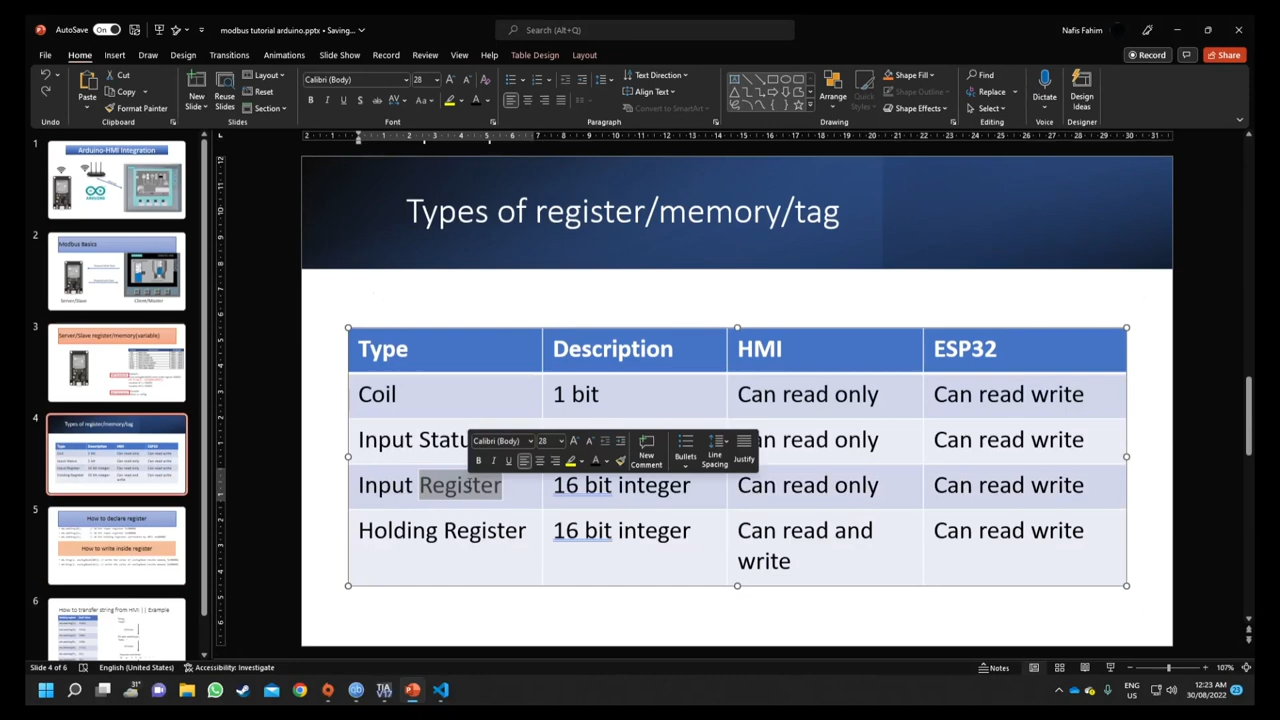 AutoSave On modbus tutorial arduino.pptx • Saving... Search (Alt+Q) Nafis Fahim
File Home Insert Draw Design Transitions Animations Slide Show Record Review View Help Table Design Layout Record Share
Paste Cut Copy Format Painter
New Slide Reuse Slides Layout Reset Section
Calibri (Body) 28
Text Direction Align Text Convert to SmartArt
Arrange Quick Styles Shape Fill Shape Outline Shape Effects
Find Replace Select
Dictate Design Ideas
Undo Clipboard Slides Font Paragraph Drawing Editing Voice Designer
1
Arduino-HMI Integration
2
Modbus Basics
Server/Slave Client/Master
3
Server/Slave register/memory(variable)
4
Types of register/memory/tag
5
How to declare register
How to write inside register
6
How to transfer string from HMI || Example
Types of register/memory/tag
Type Description HMI ESP32
Coil 1 bit Can read only Can read write
Input Statu an read only Can read write
Calibri (Body) 28
New Comment Bullets Line Spacing Justify
Input Register 16 bit integer Can read only Can read write
Holding Register 16 bit integer Can read and Can read write
write
Slide 4 of 6 English (United States) Accessibility: Investigate Notes 107%
31° ENG US 12:23 AM 30/08/2022 23